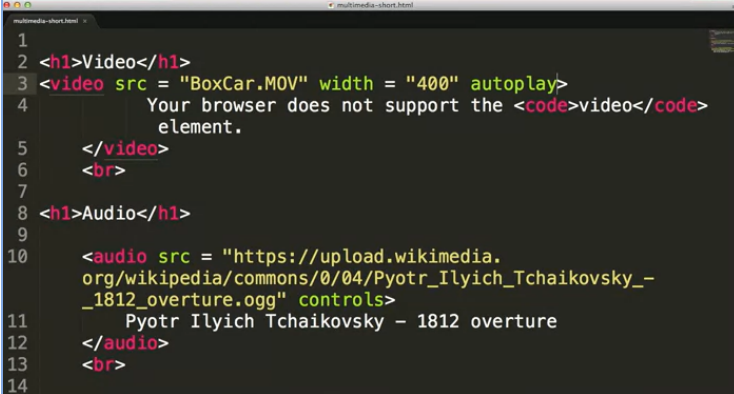 multimedia-short.html
multimedia-short.html ×
1
2 <h1>Video</h1>
3 <video src = "BoxCar.MOV" width = "400" autoplay>
4 Your browser does not support the <code>video</code>
element.
5 </video>
6 <br>
7
8 <h1>Audio</h1>
9
10 <audio src = "https://upload.wikimedia.
org/wikipedia/commons/0/04/Pyotr_Ilyich_Tchaikovsky_-
_1812_overture.ogg" controls>
11 Pyotr Ilyich Tchaikovsky - 1812 overture
12 </audio>
13 <br>
14